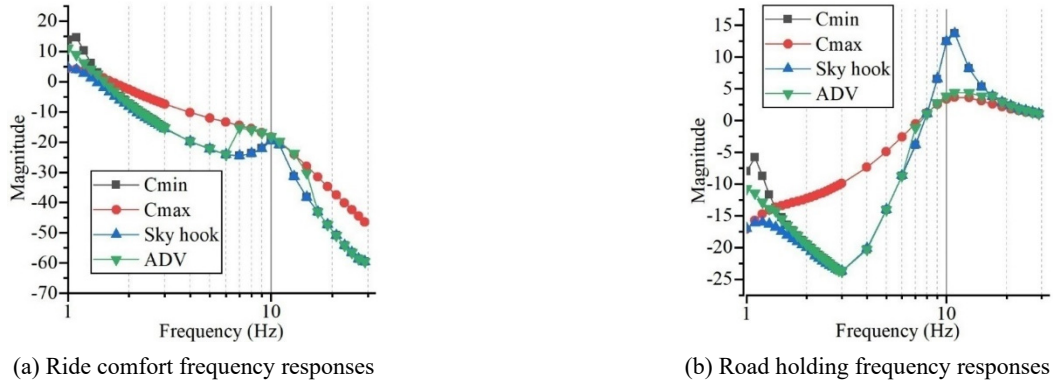 20
10
0
-10
-20
-30
-40
-50
-60
-70
Magnitude
Cmin
Cmax
Sky hook
ADV
1
10
Frequency (Hz)
(a) Ride comfort frequency responses
15
10
5
0
-5
-10
-15
-20
-25
Magnitude
Cmin
Cmax
Sky hook
ADV
1
10
Frequency (Hz)
(b) Road holding frequency responses